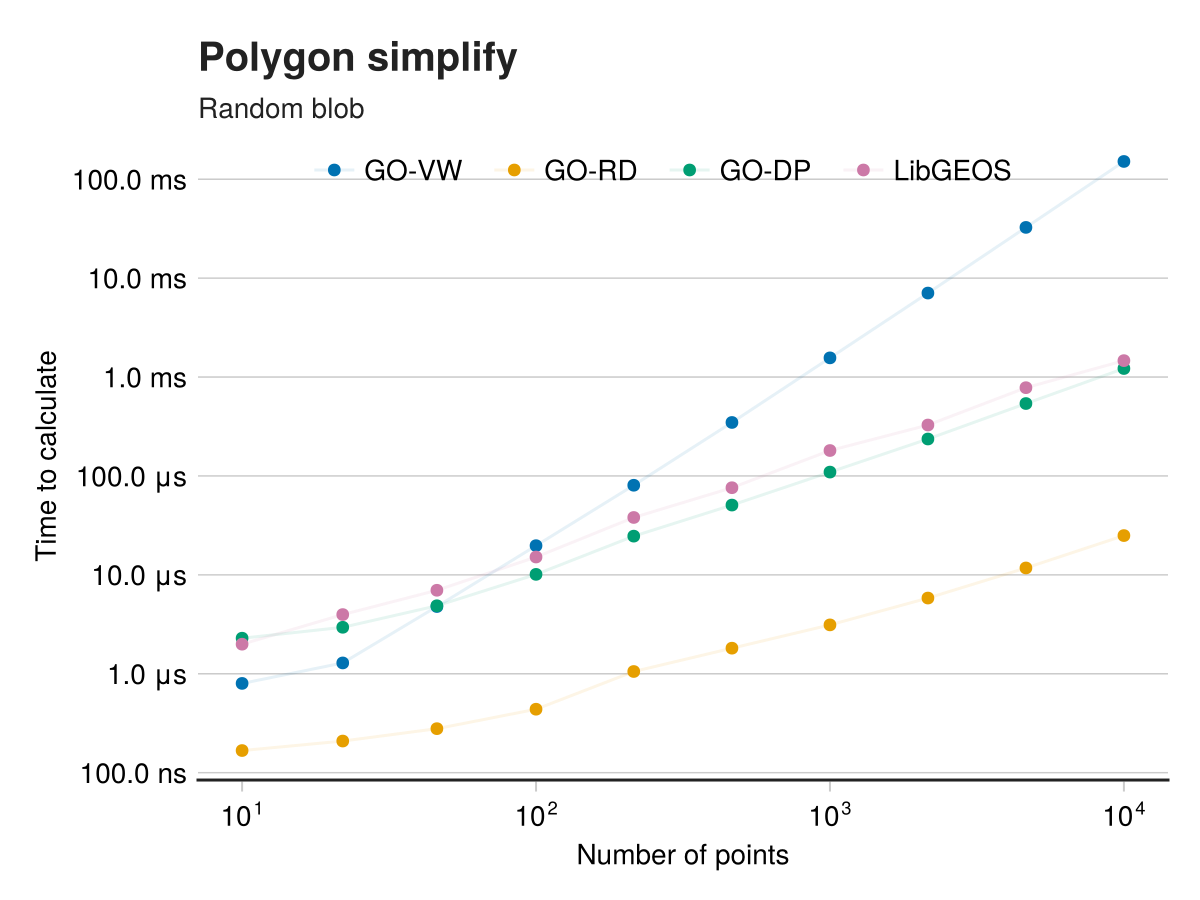 Polygon simplify
Random blob
GO-VW GO-RD GO-DP LibGEOS
100.0 ms
10.0 ms
1.0 ms
100.0 µs
10.0 µs
1.0 µs
100.0 ns
Time to calculate
10¹ 10² 10³ 10⁴
Number of points